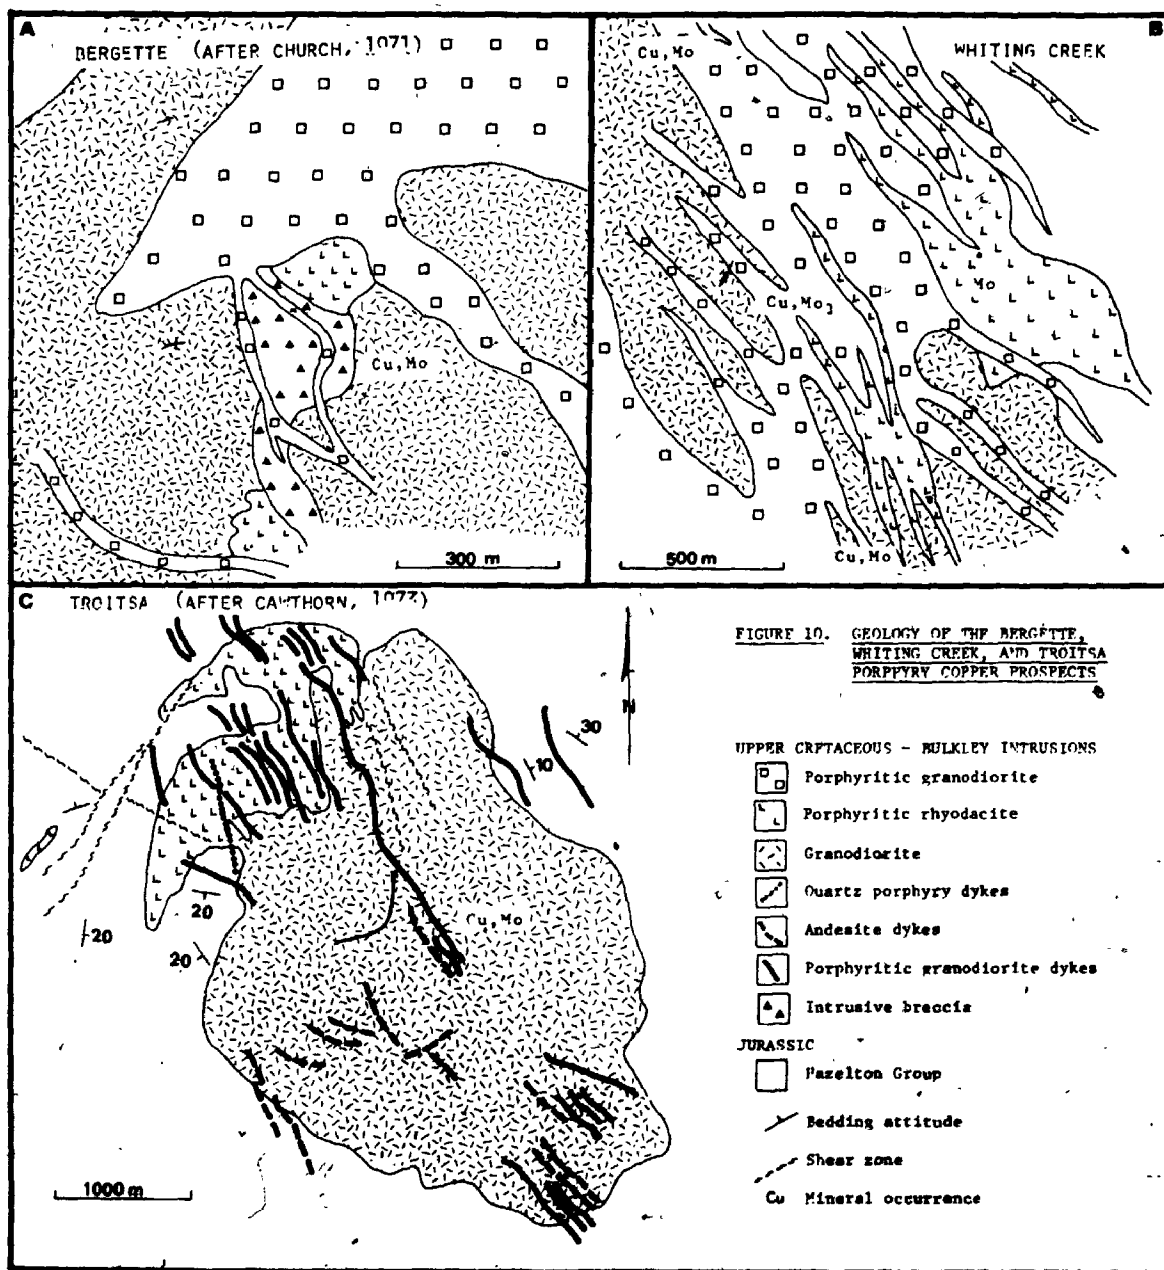 A
BERGETTE (AFTER CHURCH, 1971)
Cu,Mo
300 m
B
WHITING CREEK
Cu,Mo
Mo
Cu,Mo
Cu,Mo
500 m
C TROITSA (AFTER CAWTHORN, 1973)
30
10
20
20
20
Cu,Mo
1000 m
N
FIGURE 10. GEOLOGY OF THE BERGETTE,
WHITING CREEK, AND TROITSA
PORPHYRY COPPER PROSPECTS
UPPER CRETACEOUS - BULKLEY INTRUSIONS
Porphyritic granodiorite
Porphyritic rhyodacite
Granodiorite
Quartz porphyry dykes
Andesite dykes
Porphyritic granodiorite dykes
Intrusive breccia
JURASSIC
Hazelton Group
Bedding attitude
Shear zone
Cu Mineral occurrence